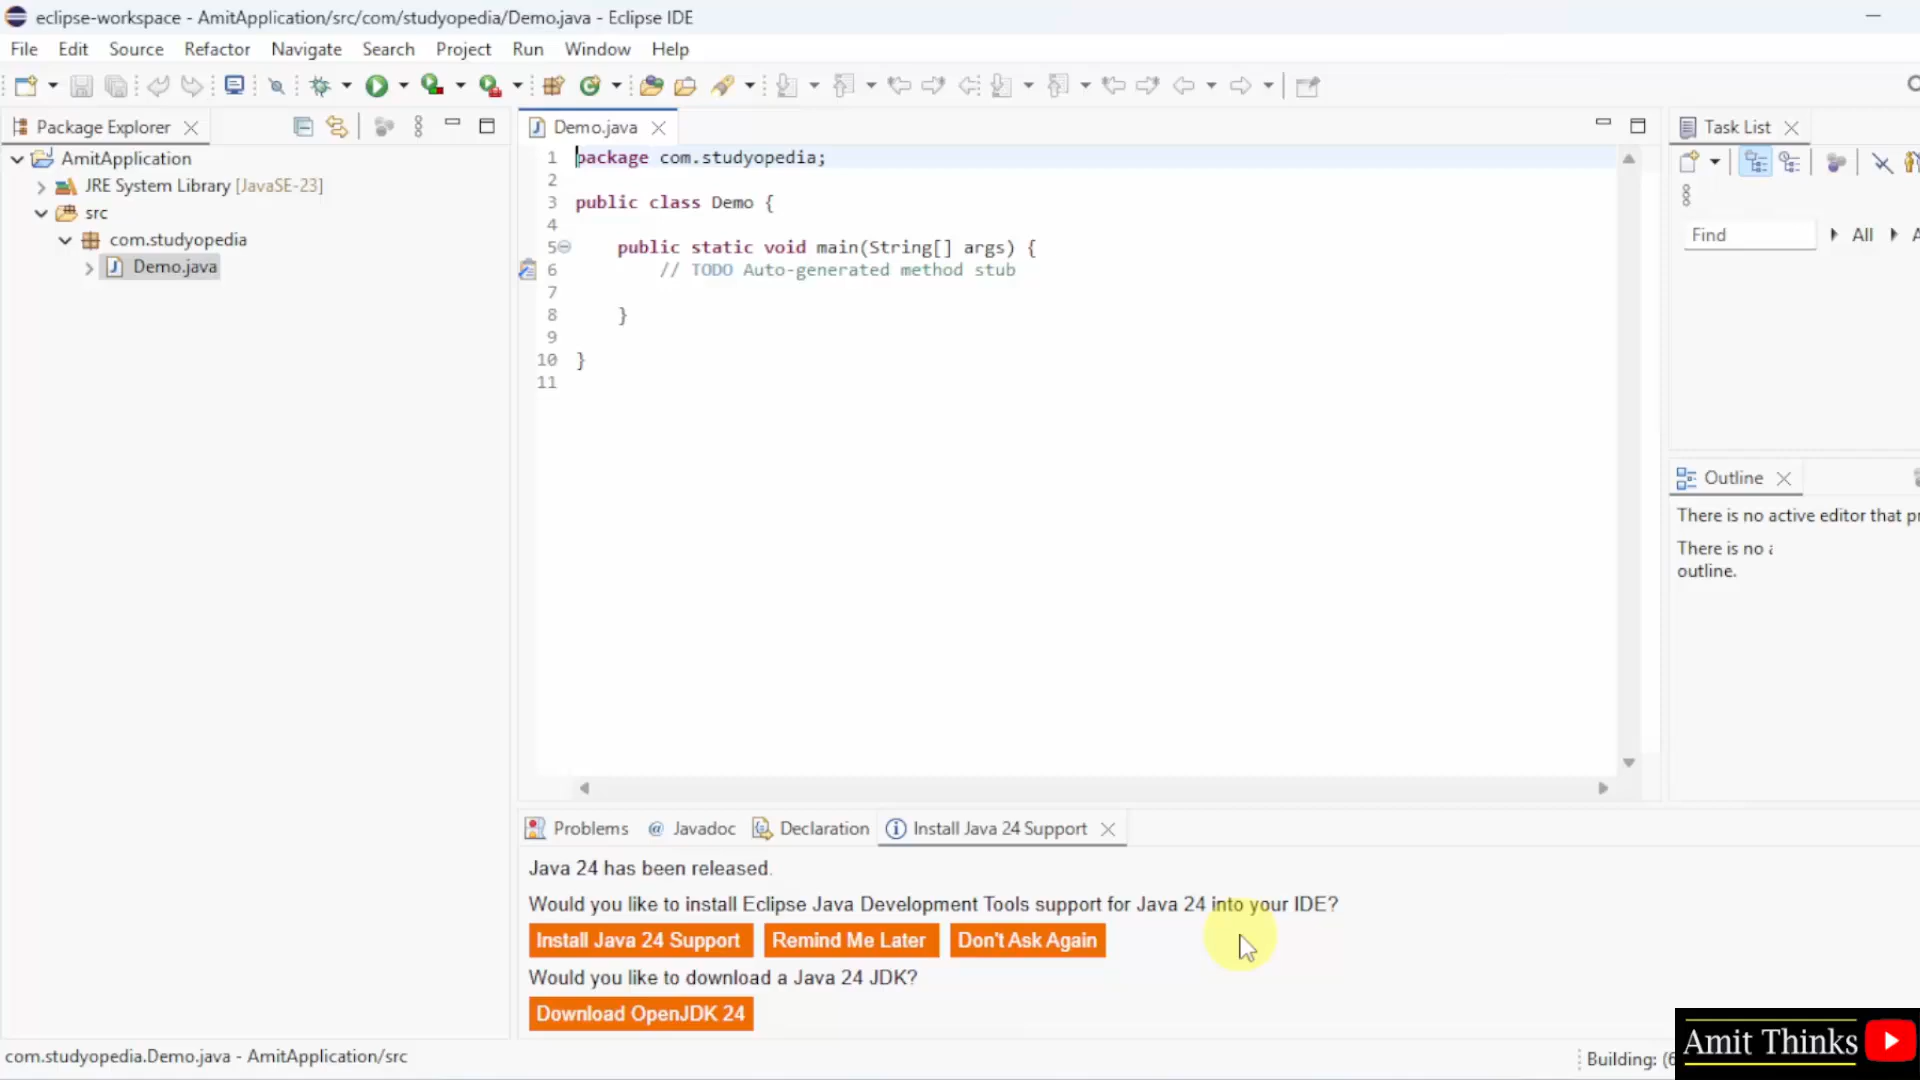 eclipse-workspace - AmitApplication/src/com/studyopedia/Demo.java - Eclipse IDE
File Edit Source Refactor Navigate Search Project Run Window Help
Package Explorer
AmitApplication
JRE System Library [JavaSE-23]
src
com.studyopedia
Demo.java
Demo.java
1 package com.studyopedia;
2
3 public class Demo {
4
5 public static void main(String[] args) {
6 // TODO Auto-generated method stub
7
8 }
9
10 }
11
Task List
Find All
Outline
There is no active editor that
There is no
outline.
Problems Javadoc Declaration Install Java 24 Support
Java 24 has been released.
Would you like to install Eclipse Java Development Tools support for Java 24 into your IDE?
Install Java 24 Support Remind Me Later Don't Ask Again
Would you like to download a Java 24 JDK?
Download OpenJDK 24
com.studyopedia.Demo.java - AmitApplication/src
Building:
Amit Thinks